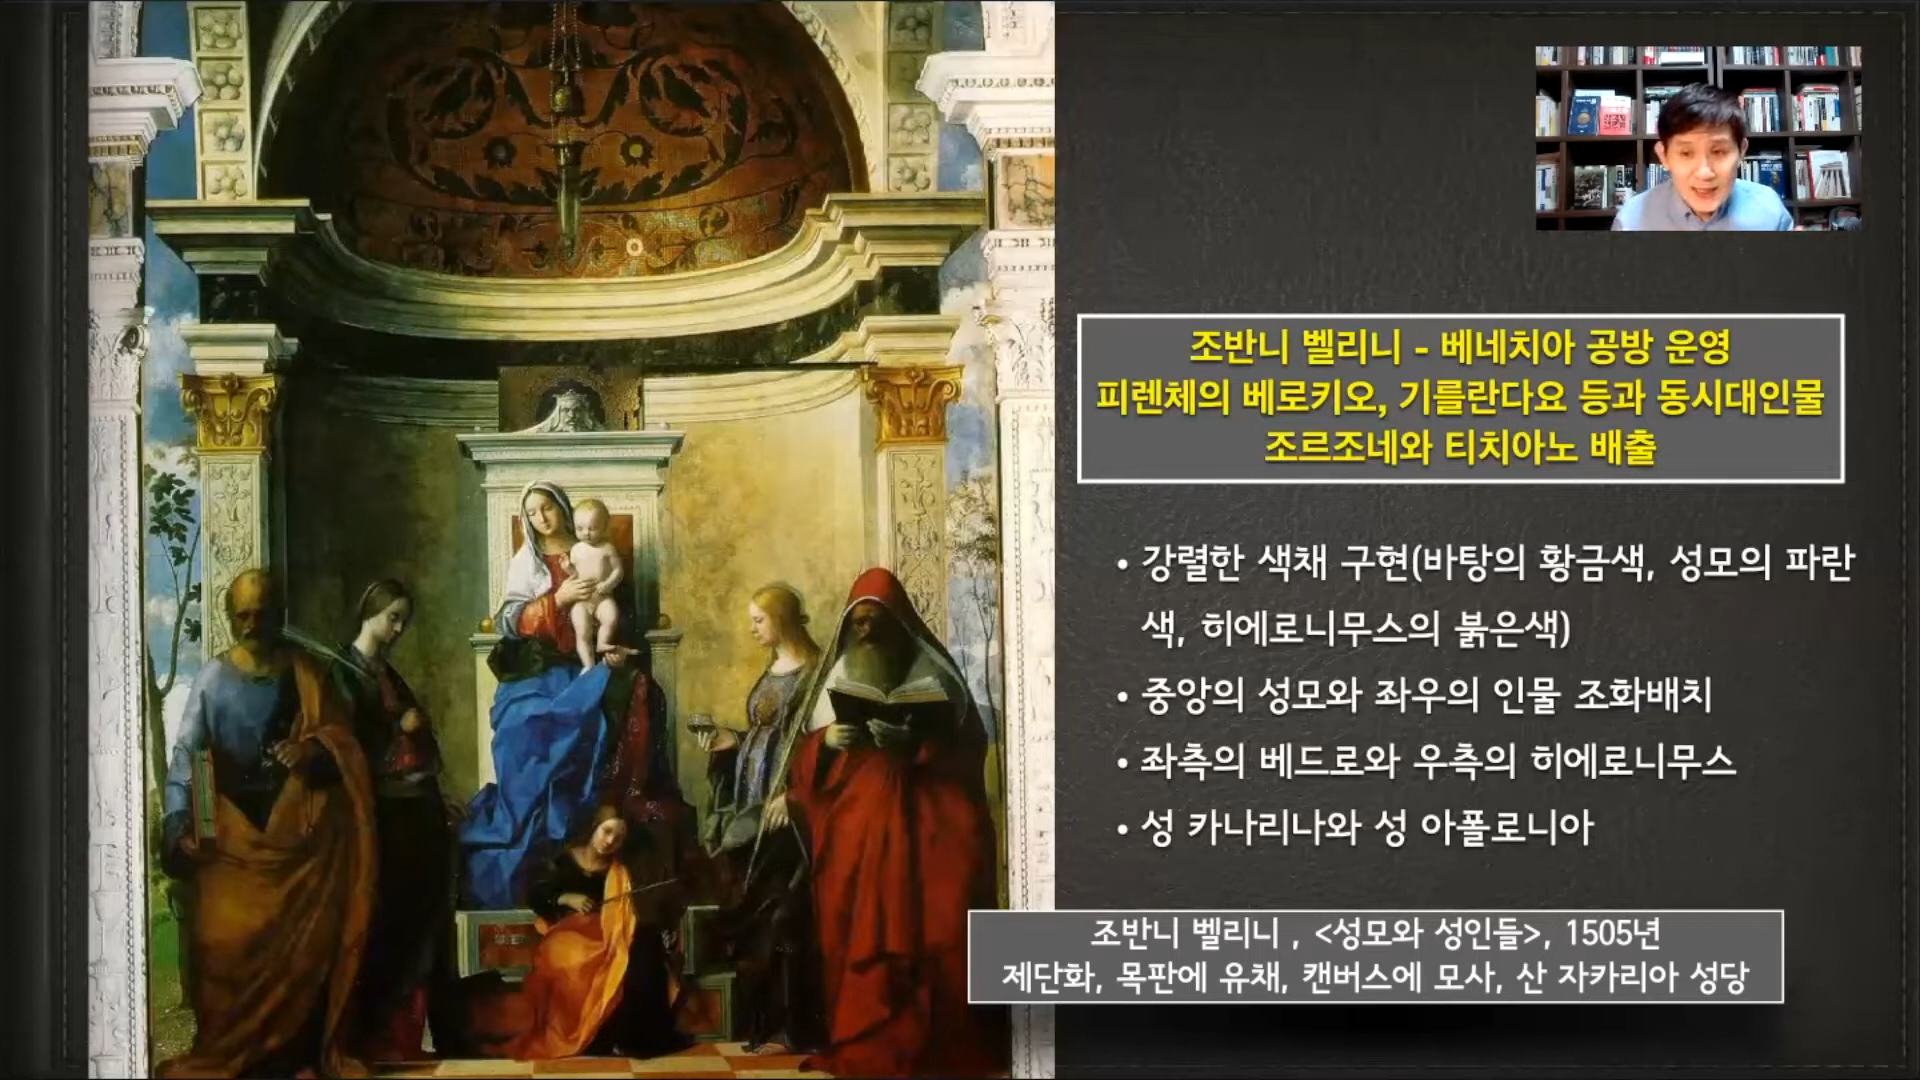 조반니 벨리니 - 베네치아 공방 운영
피렌체의 베로키오, 기를란다요 등과 동시대인물
조르조네와 티치아노 배출
• 강렬한 색채 구현(바탕의 황금색, 성모의 파란
색, 히에로니무스의 붉은색)
• 중앙의 성모와 좌우의 인물 조화배치
• 좌측의 베드로와 우측의 히에로니무스
• 성 카나리나와 성 아폴로니아
조반니 벨리니 , <성모와 성인들>, 1505년
제단화, 목판에 유채, 캔버스에 모사, 산 자카리아 성당